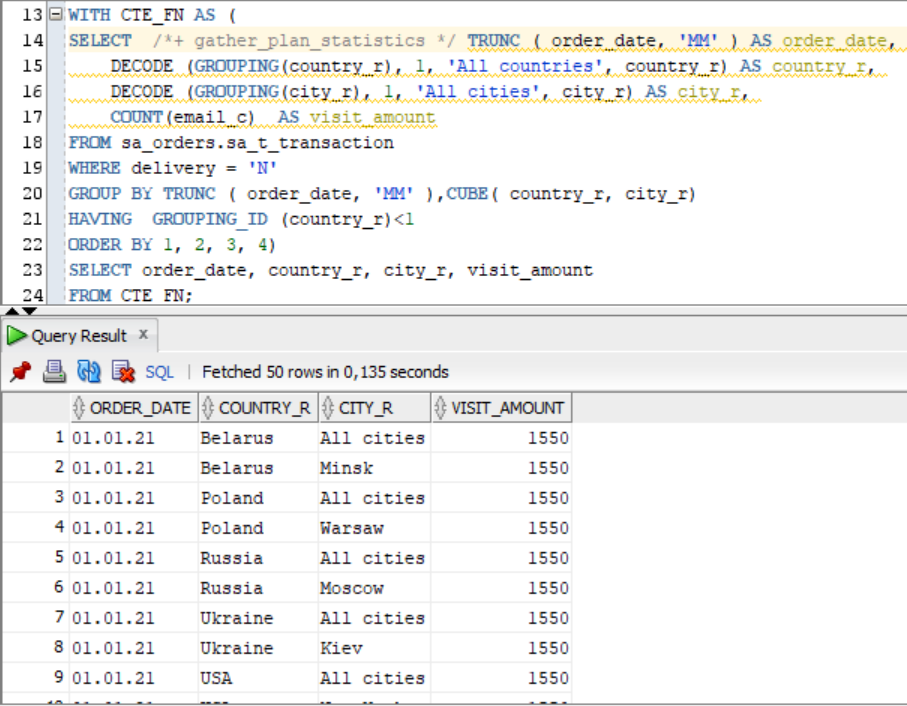 13 WITH CTE_FN AS (
14 SELECT /*+ gather_plan_statistics */ TRUNC ( order_date, 'MM' ) AS order_date,
15 DECODE (GROUPING(country_r), 1, 'All countries', country_r) AS country_r,
16 DECODE (GROUPING(city_r), 1, 'All cities', city_r) AS city_r,
17 COUNT(email_c) AS visit_amount
18 FROM sa_orders.sa_t_transaction
19 WHERE delivery = 'N'
20 GROUP BY TRUNC ( order_date, 'MM' ),CUBE( country_r, city_r)
21 HAVING GROUPING_ID (country_r)<1
22 ORDER BY 1, 2, 3, 4)
23 SELECT order_date, country_r, city_r, visit_amount
24 FROM CTE_FN;
Query Result x
SQL | Fetched 50 rows in 0,135 seconds
ORDER_DATE COUNTRY_R CITY_R VISIT_AMOUNT
1 01.01.21 Belarus All cities 1550
2 01.01.21 Belarus Minsk 1550
3 01.01.21 Poland All cities 1550
4 01.01.21 Poland Warsaw 1550
5 01.01.21 Russia All cities 1550
6 01.01.21 Russia Moscow 1550
7 01.01.21 Ukraine All cities 1550
8 01.01.21 Ukraine Kiev 1550
9 01.01.21 USA All cities 1550